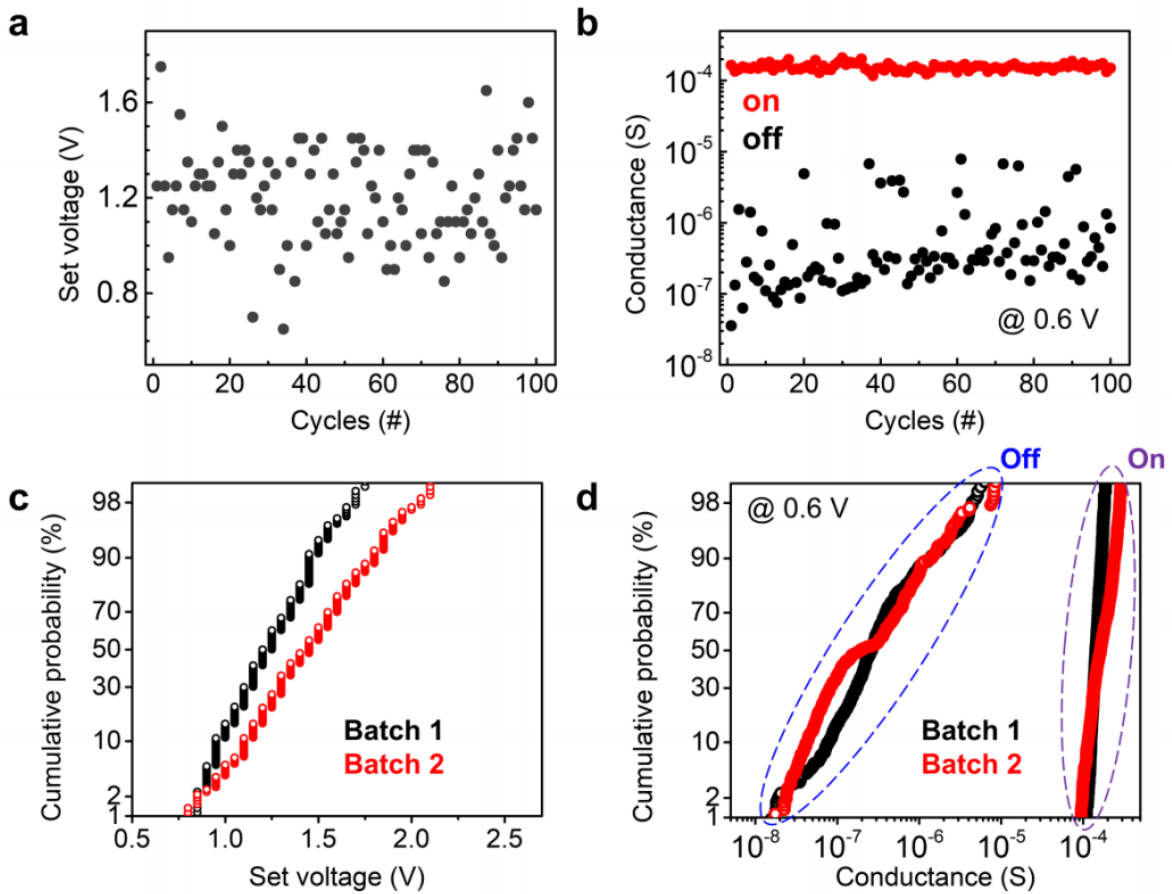 a
Set voltage (V)
1.6
1.2
0.8
0 20 40 60 80 100
Cycles (#)
b
Conductance (S)
10⁻⁴
10⁻⁵
10⁻⁶
10⁻⁷
10⁻⁸
on
off
@ 0.6 V
0 20 40 60 80 100
Cycles (#)
c
Cumulative probability (%)
98
90
70
50
30
10
2
1
Batch 1
Batch 2
0.5 1.0 1.5 2.0 2.5
Set voltage (V)
d
Off
On
@ 0.6 V
Cumulative probability (%)
98
90
70
50
30
10
2
1
Batch 1
Batch 2
10⁻⁸ 10⁻⁷ 10⁻⁶ 10⁻⁵ 10⁻⁴
Conductance (S)